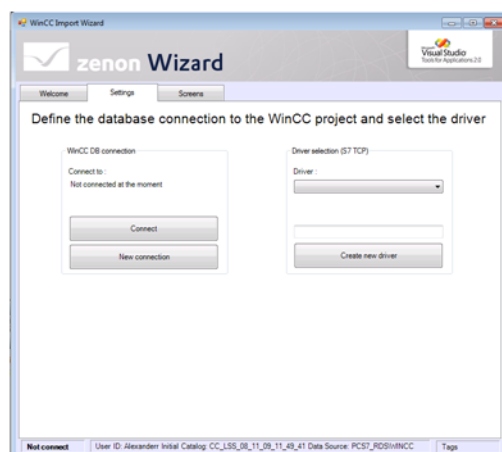 WinCC Import Wizard
zenon Wizard
Visual Studio
Tools for Applications 2.0
Welcome Settings Screens
Define the database connection to the WinCC project and select the driver
WinCC DB connection
Connect to :
Not connected at the moment
Connect
New connection
Driver selection (S7 TCP)
Driver :
Create new driver
Not connect User ID: Alexanderr Initial Catalog: CC_LSS_08_11_09_11_49_41 Data Source: PCS7_RDS\WINCC Tags